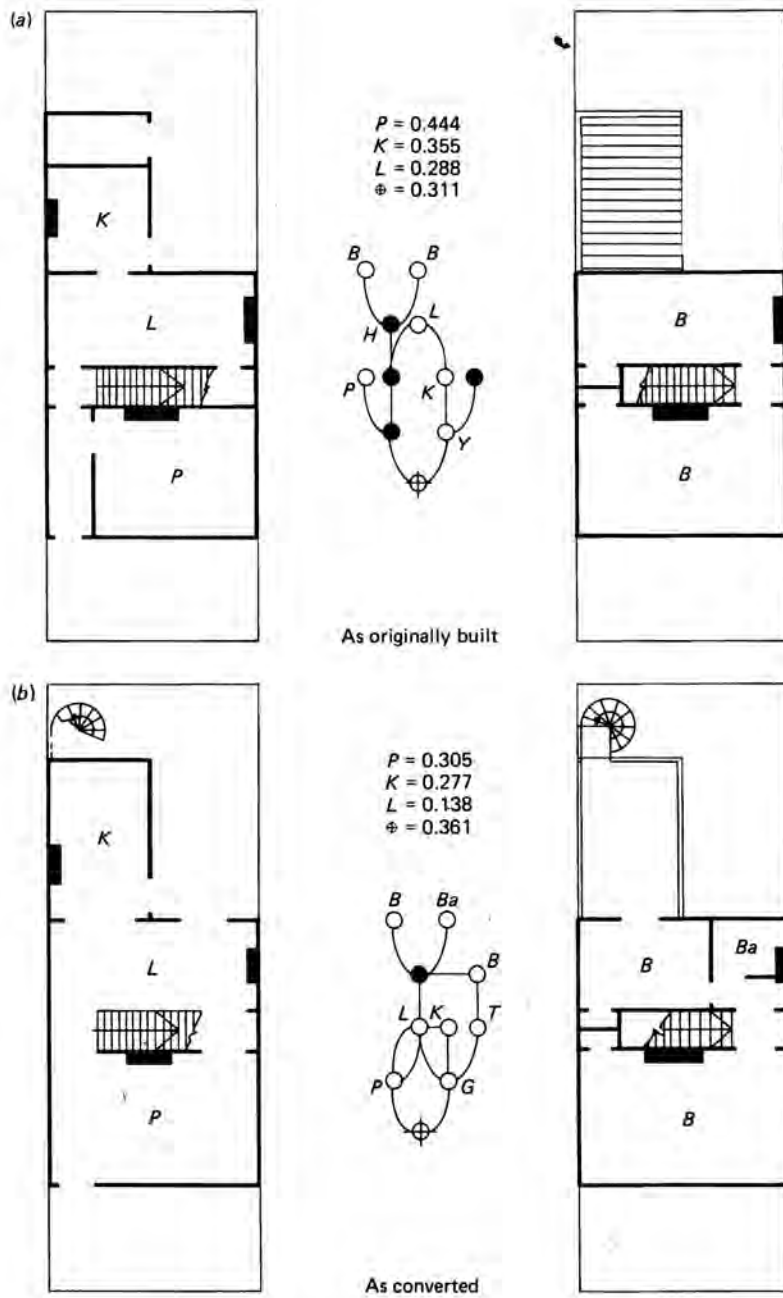 (a)
K
L
P
P = 0.444
K = 0.355
L = 0.288
⊕ = 0.311
B B
H L
P K
Y
B
B
As originally built
(b)
K
L
P
P = 0.305
K = 0.277
L = 0.138
⊕ = 0.361
B Ba
B
L K T
P G
B
Ba
B
As converted